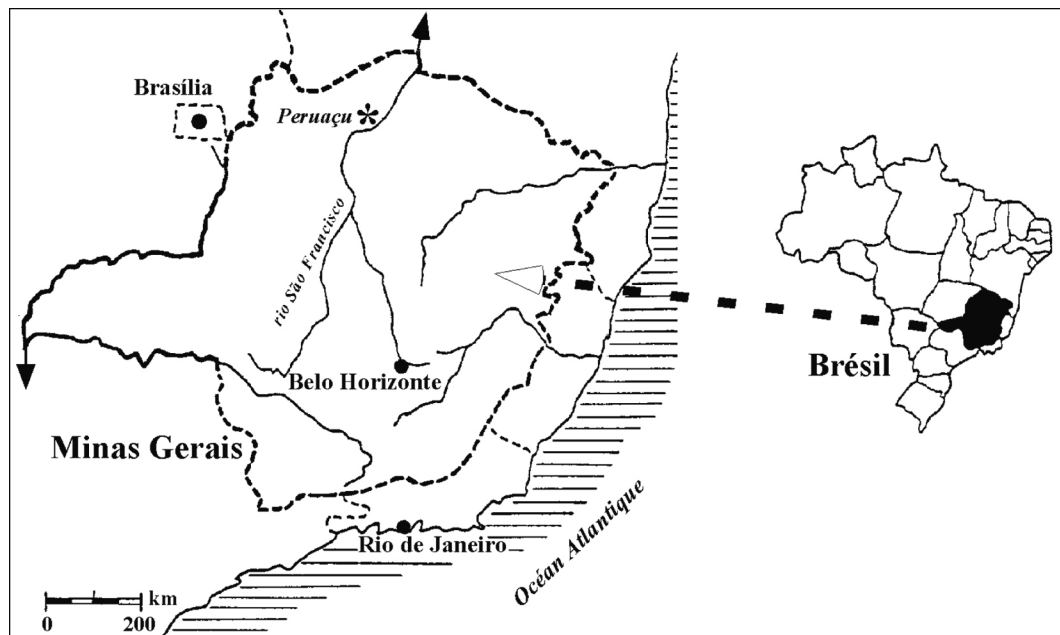 Brasília
Peruaçu
rio São Francisco
Belo Horizonte
Minas Gerais
Rio de Janeiro
Océan Atlantique
km
0 200
Brésil